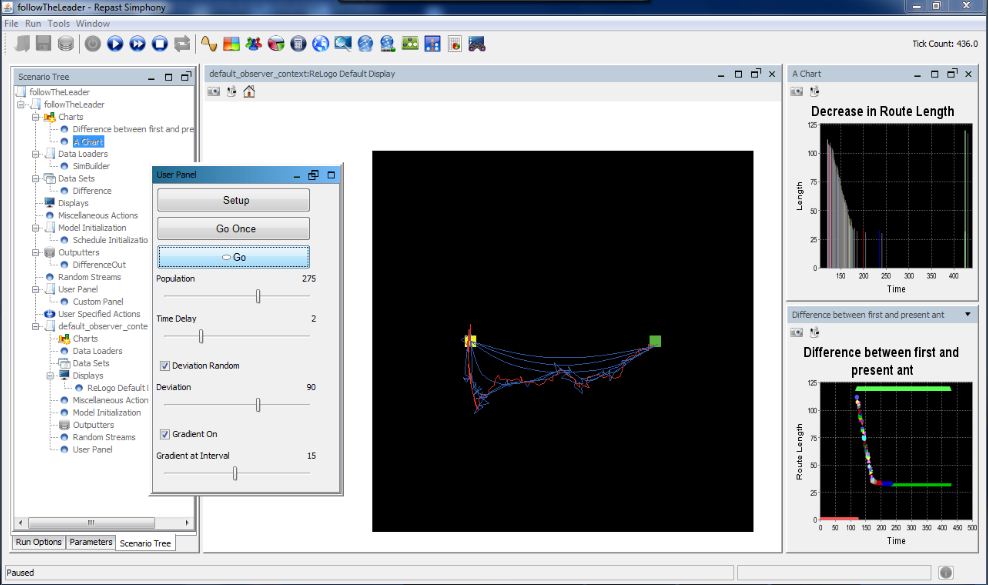 followTheLeader - Repast Simphony
File Run Tools Window
Tick Count: 436.0
Scenario Tree
followTheLeader
followTheLeader
Charts
Difference between first and pre
A Chart
Data Loaders
SimBuilder
Data Sets
Difference
Displays
Miscellaneous Actions
Model Initialization
Schedule Initializatio
Outputters
DifferenceOut
Random Streams
User Panel
Custom Panel
User Specified Actions
default_observer_conte
Charts
Data Loaders
Data Sets
Displays
ReLogo Default
Miscellaneous Action
Model Initialization
Outputters
Random Streams
User Panel
Run Options Parameters Scenario Tree
default_observer_context:ReLogo Default Display
User Panel
Setup
Go Once
Go
Population 275
Time Delay 2
Deviation Random
Deviation 90
Gradient On
Gradient at Interval 15
A Chart
Decrease in Route Length
Length
125
100
75
50
25
0
150 200 250 300 350 400
Time
Difference between first and present ant
Difference between first and
present ant
Route Length
125
100
75
50
25
0
0 50 100 150 200 250 300 350 400 450 500
Time
Paused